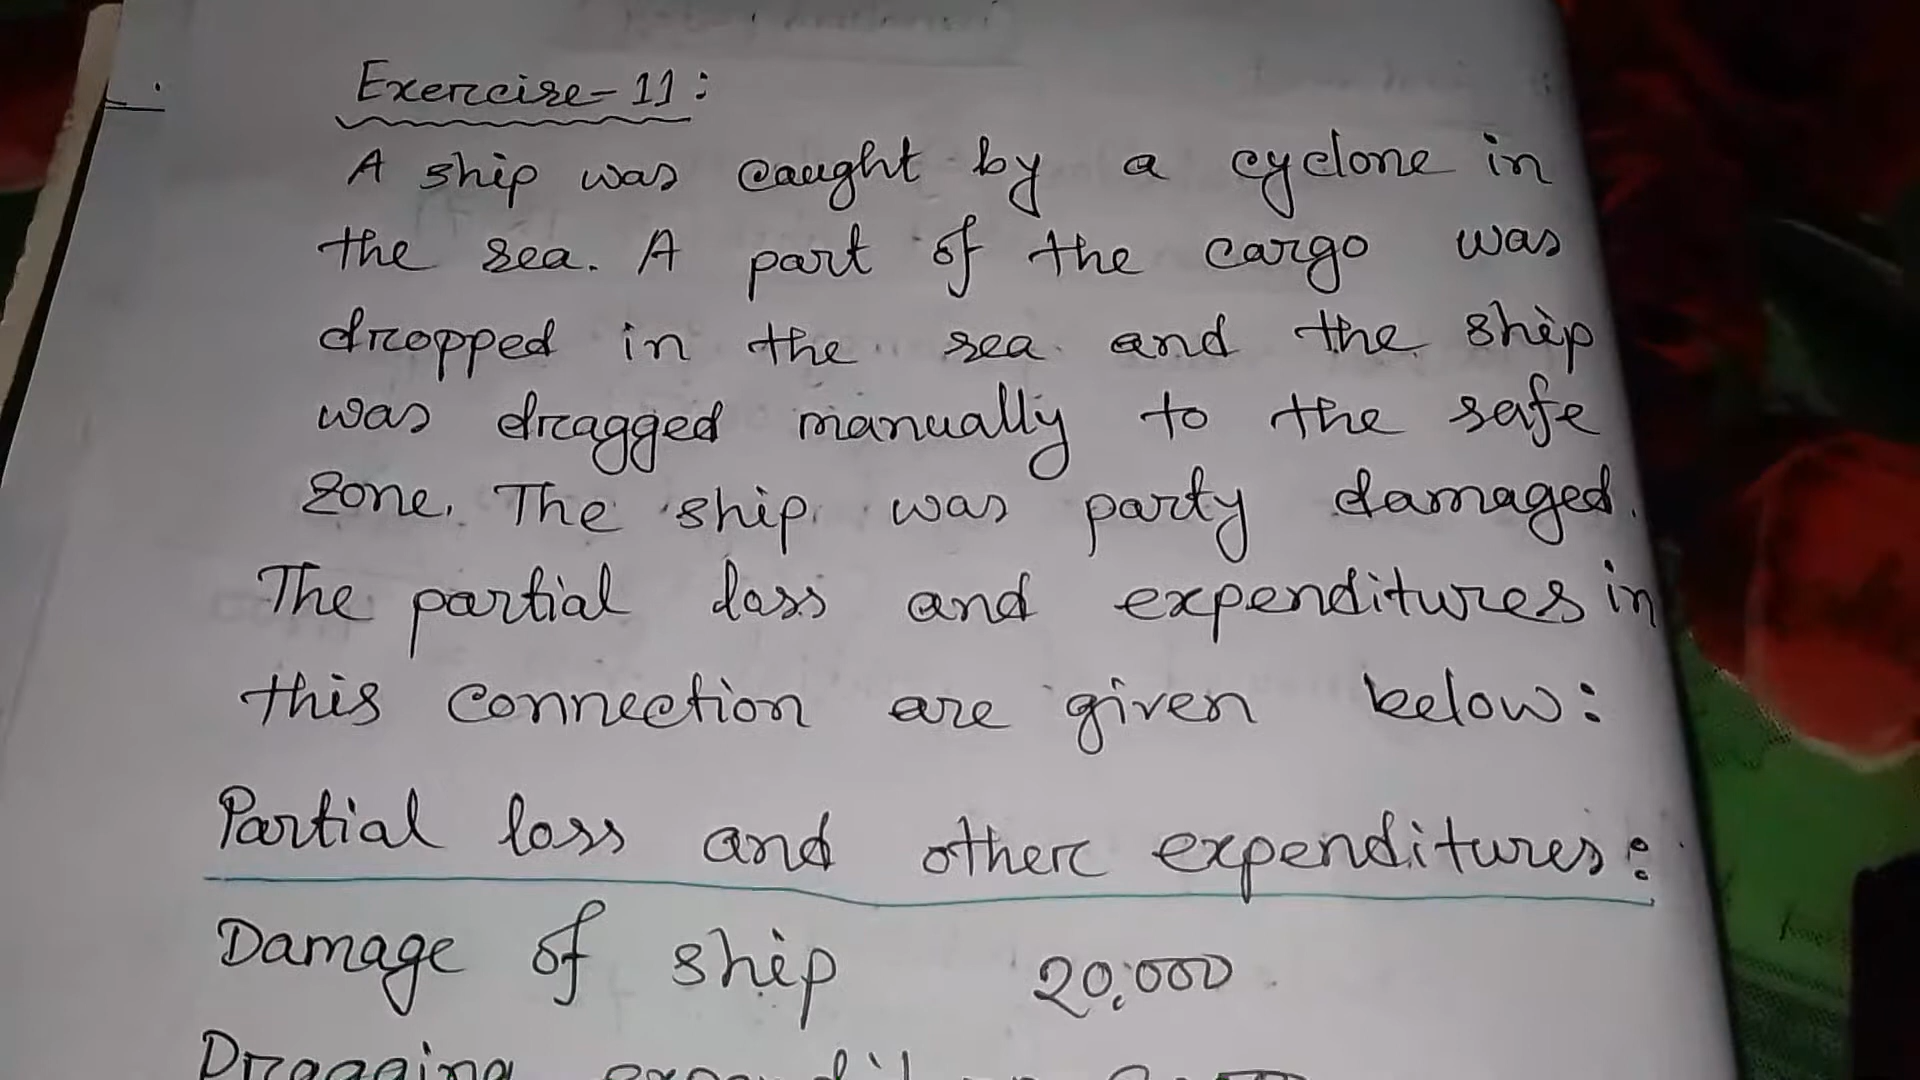 Exercise-11:
A ship was caught by a cyclone in
the sea. A part of the cargo was
dropped in the sea and the ship
was dragged manually to the safe
zone. The ship was party damaged.
The partial loss and expenditures in
this connection are given below:
Partial loss and other expenditures:
Damage of ship 20,000
Dragging